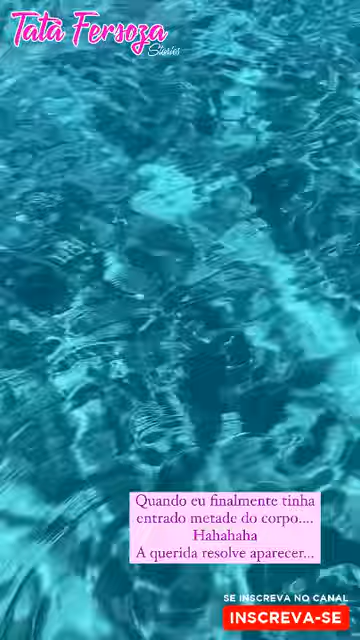 Tatá Fersoza
Stories
Quando eu finalmente tinha
entrado metade do corpo....
Hahahaha
A querida resolve aparecer...
SE INSCREVA NO CANAL
INSCREVA-SE